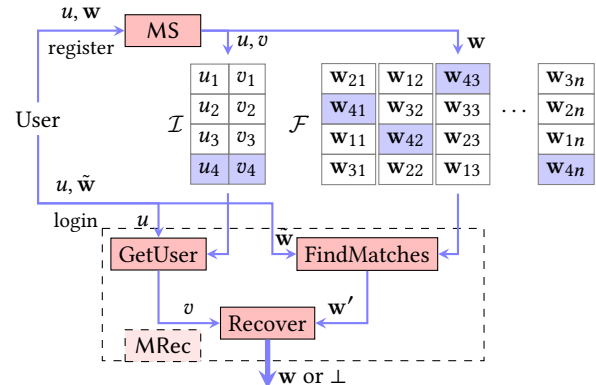 u, w MS
register u, v w
u₁ v₁ w₂₁ w₁₂ w₄₃ w₃ₙ
u₂ v₂ w₄₁ w₃₂ w₃₃ ⋯ w₂ₙ
User ℐ ℱ
u₃ v₃ w₁₁ w₄₂ w₂₃ w₁ₙ
u₄ v₄ w₃₁ w₂₂ w₁₃ w₄ₙ
u, w̃
login u w̃
GetUser FindMatches
v w′
Recover
MRec
w or ⊥